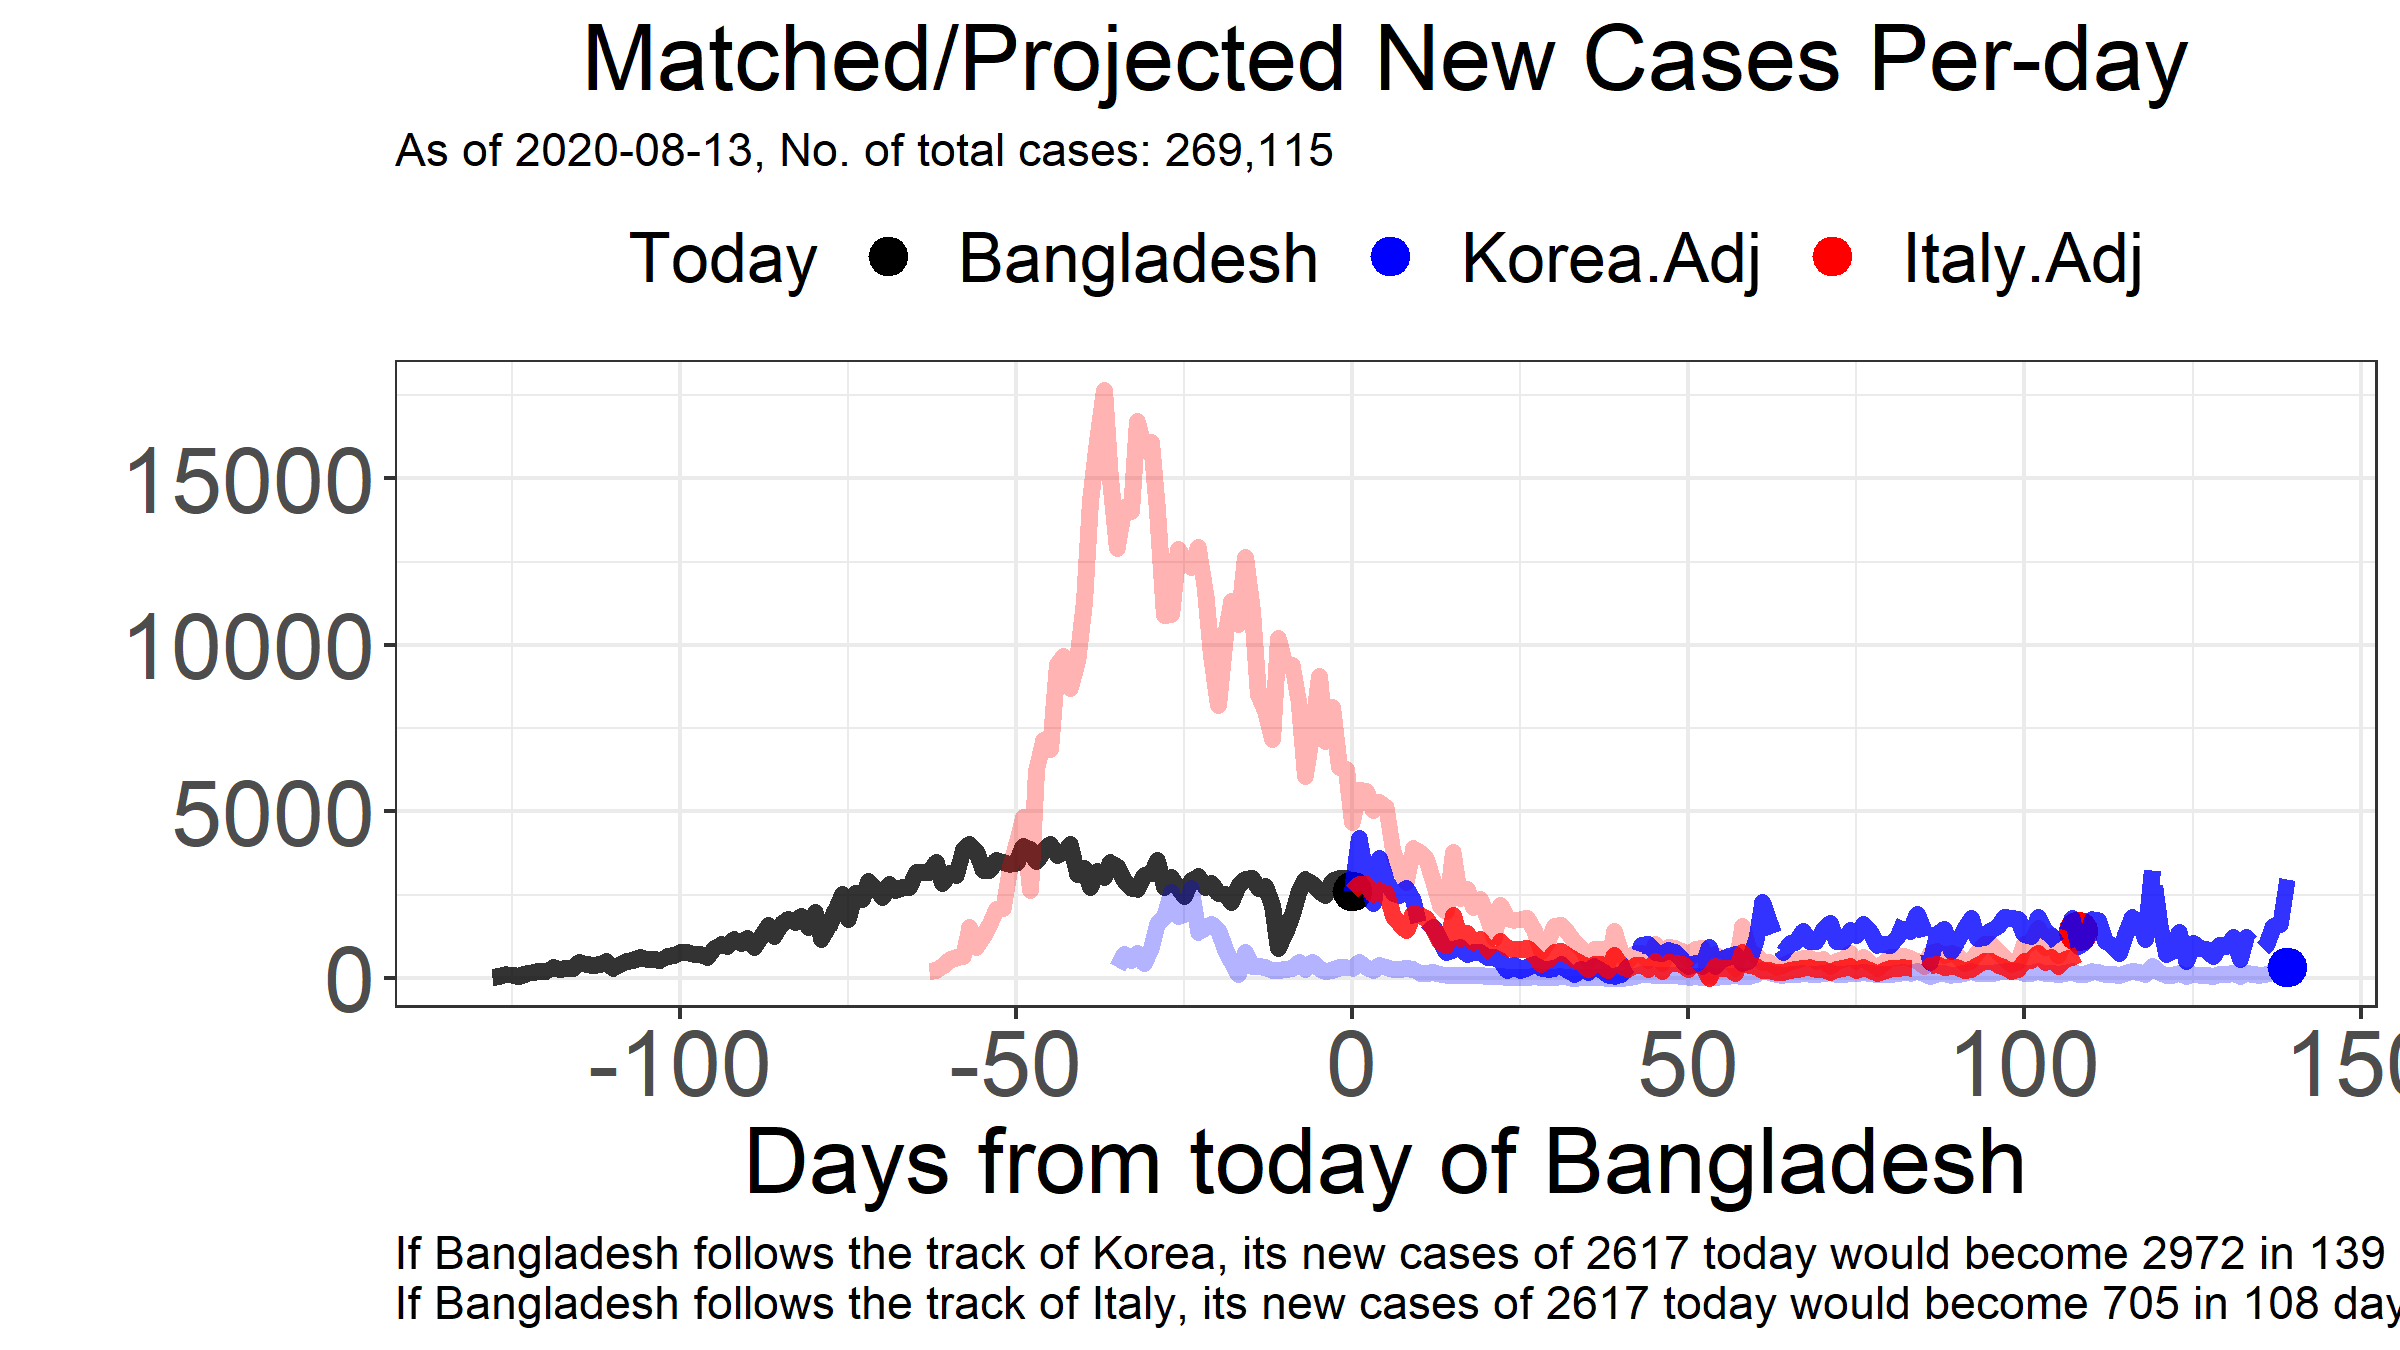 Matched/Projected New Cases Per-day
As of 2020-08-13, No. of total cases: 269,115
Today Bangladesh Korea.Adj Italy.Adj
15000
10000
5000
0
-100 -50 0 50 100
Days from today of Bangladesh
If Bangladesh follows the track of Korea, its new cases of 2617 today would become 2972 in 139
If Bangladesh follows the track of Italy, its new cases of 2617 today would become 705 in 108